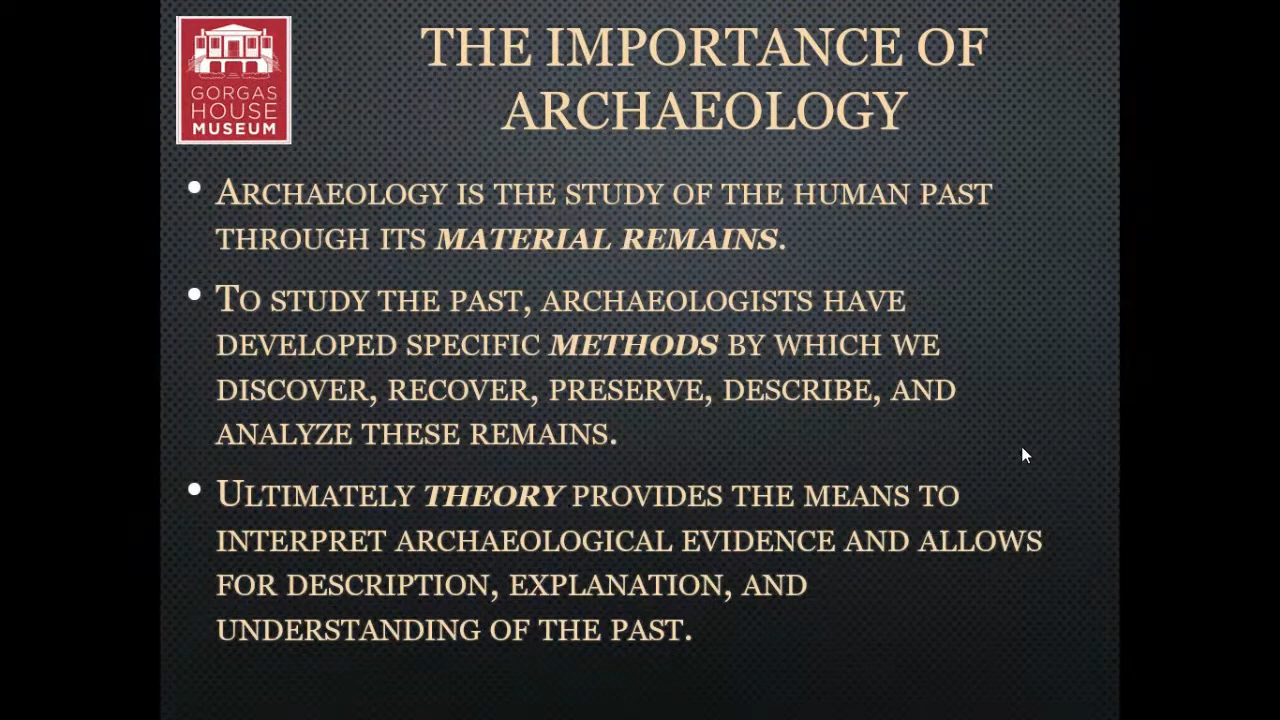 GORGAS
HOUSE
MUSEUM
THE IMPORTANCE OF
ARCHAEOLOGY
• ARCHAEOLOGY IS THE STUDY OF THE HUMAN PAST
THROUGH ITS MATERIAL REMAINS.
• TO STUDY THE PAST, ARCHAEOLOGISTS HAVE
DEVELOPED SPECIFIC METHODS BY WHICH WE
DISCOVER, RECOVER, PRESERVE, DESCRIBE, AND
ANALYZE THESE REMAINS.
• ULTIMATELY THEORY PROVIDES THE MEANS TO
INTERPRET ARCHAEOLOGICAL EVIDENCE AND ALLOWS
FOR DESCRIPTION, EXPLANATION, AND
UNDERSTANDING OF THE PAST.